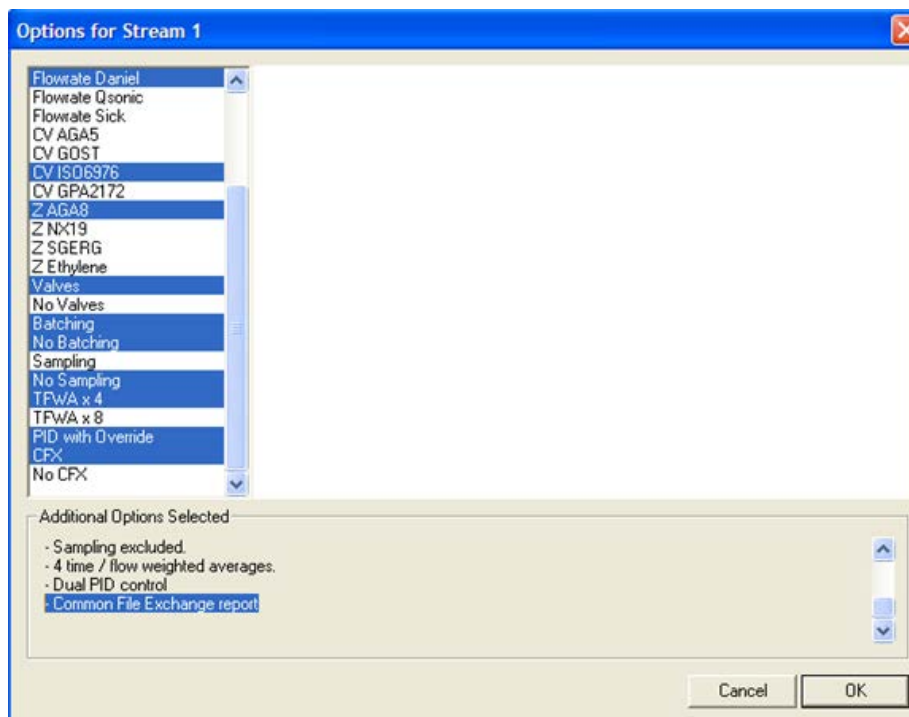 Options for Stream 1
Flowrate Daniel
Flowrate Qsonic
Flowrate Sick
CV AGA5
CV GOST
CV ISO6976
CV GPA2172
Z AGA8
Z NX19
Z SGERG
Z Ethylene
Valves
No Valves
Batching
No Batching
Sampling
No Sampling
TFWA x 4
TFWA x 8
PID with Override
CFX
No CFX
Additional Options Selected
- Sampling excluded.
- 4 time / flow weighted averages.
- Dual PID control
- Common File Exchange report
Cancel
OK